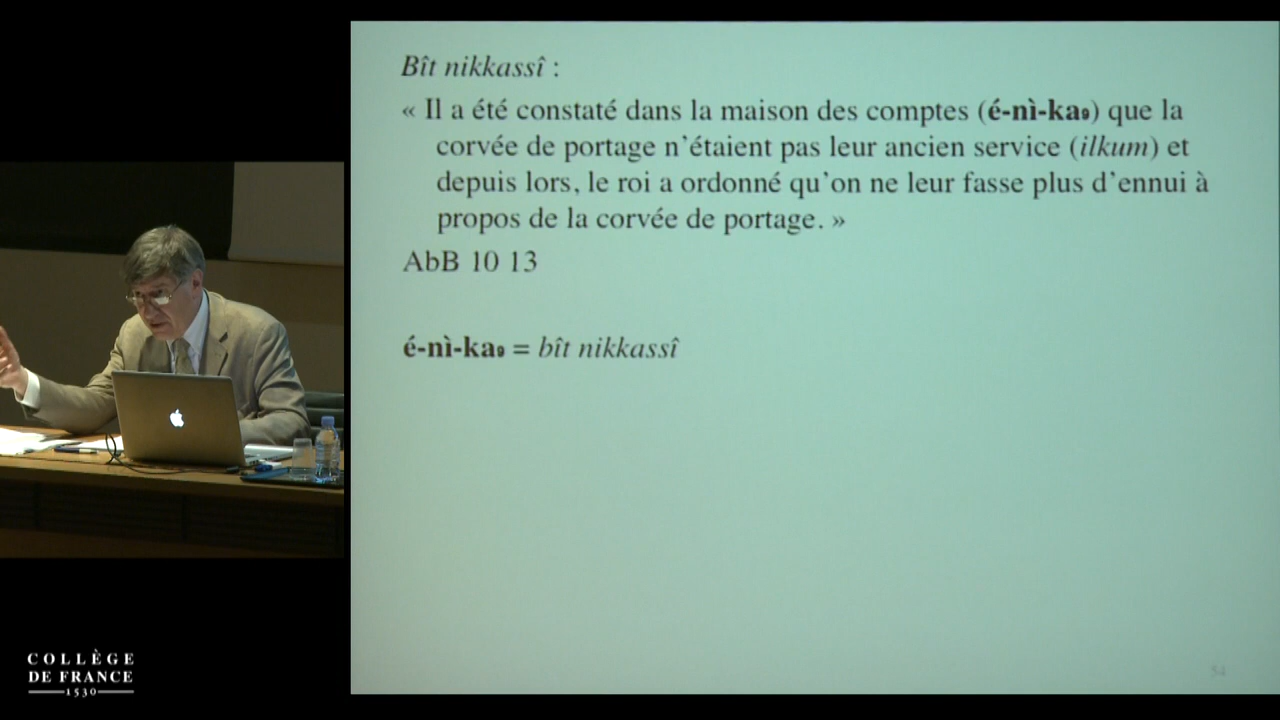 Bît nikkassî :
« Il a été constaté dans la maison des comptes (é-nì-ka₉) que la
corvée de portage n'étaient pas leur ancien service (ilkum) et
depuis lors, le roi a ordonné qu'on ne leur fasse plus d'ennui à
propos de la corvée de portage. »
AbB 10 13
é-nì-ka₉ = bît nikkassî
54
COLLÈGE
DE FRANCE
1530